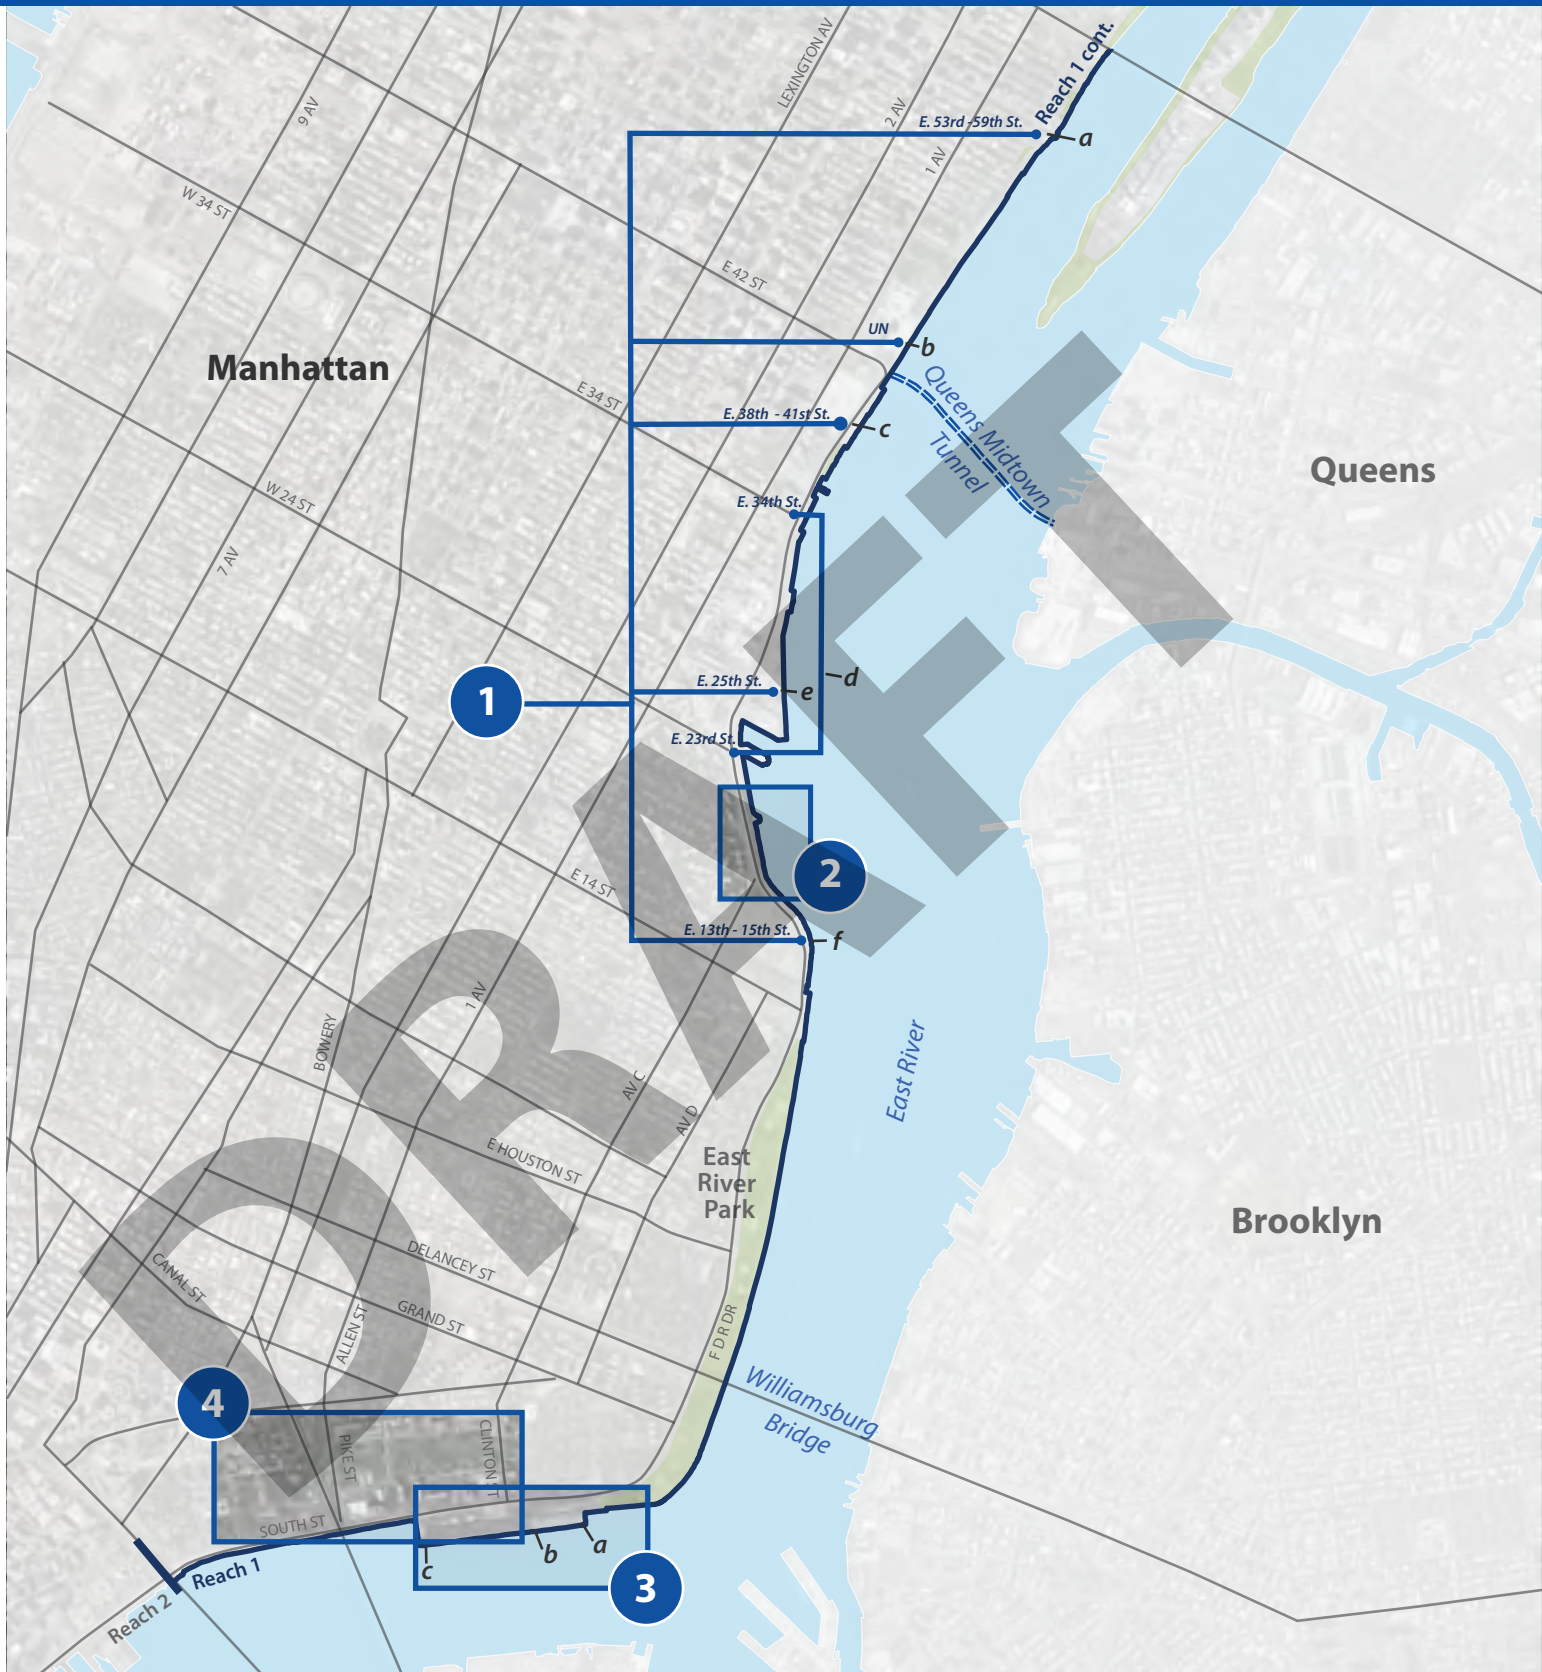 Reach 1 cont.
LEXINGTON AV
9 AV
2 AV
E. 53rd -59th St.
a
1 AV
W 34 ST
E 42 ST
UN
b
Manhattan
Queens Midtown
Tunnel
E 34 ST
E. 38th - 41st St.
c
Queens
W 24 ST
E. 34th St.
7 AV
1
E. 25th St.
e
d
E. 23rd St.
2
E 14 ST
E. 13th - 15th St.
f
1 AV
BOWERY
East River
AV C
AV D
E HOUSTON ST
East
River
Park
Brooklyn
DELANCEY ST
CANAL ST
GRAND ST
ALLEN ST
F D R DR
Williamsburg
Bridge
4
PIKE ST
CLINTON ST
SOUTH ST
a
b
c
3
Reach 1
Reach 2
DRAFT